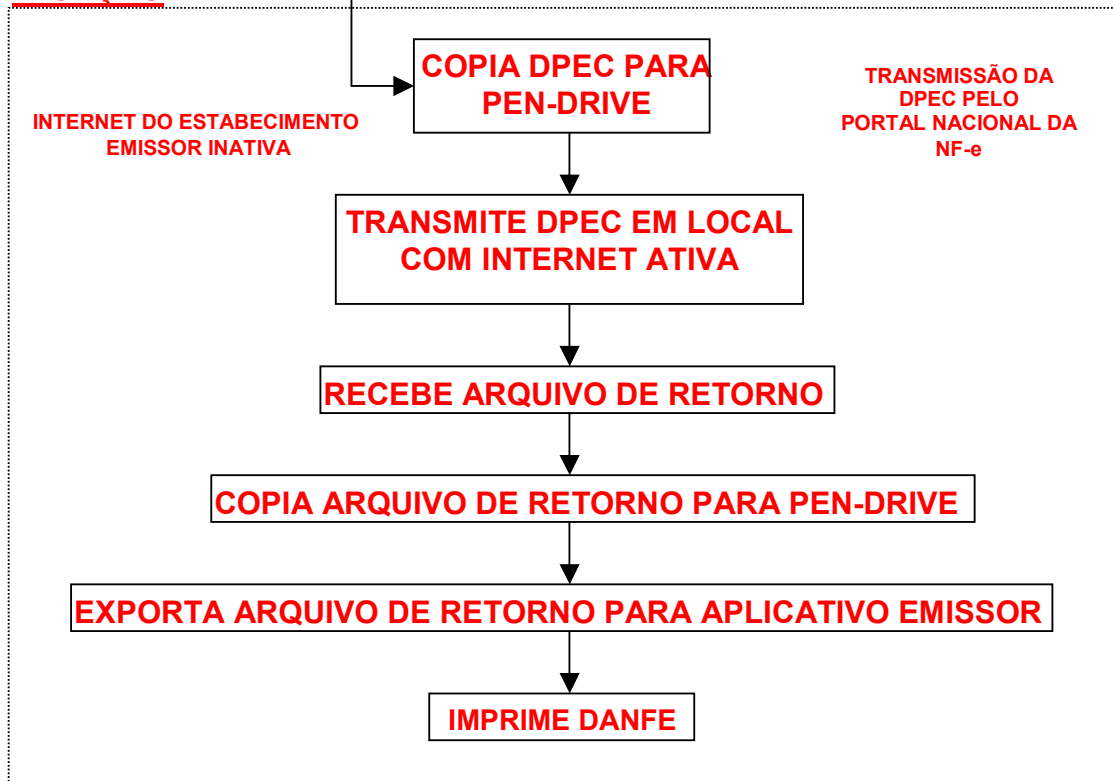 COPIA DPEC PARA
PEN-DRIVE
INTERNET DO ESTABECIMENTO
EMISSOR INATIVA
TRANSMISSÃO DA
DPEC PELO
PORTAL NACIONAL DA
NF-e
TRANSMITE DPEC EM LOCAL
COM INTERNET ATIVA
RECEBE ARQUIVO DE RETORNO
COPIA ARQUIVO DE RETORNO PARA PEN-DRIVE
EXPORTA ARQUIVO DE RETORNO PARA APLICATIVO EMISSOR
IMPRIME DANFE